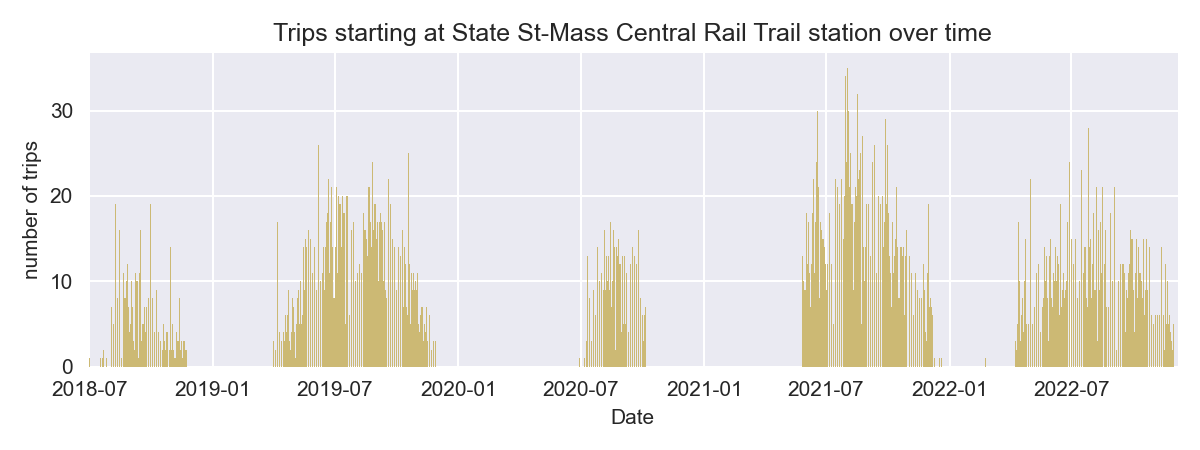 Trips starting at State St-Mass Central Rail Trail station over time
number of trips
30
20
10
0
2018-07 2019-01 2019-07 2020-01 2020-07 2021-01 2021-07 2022-01 2022-07
Date